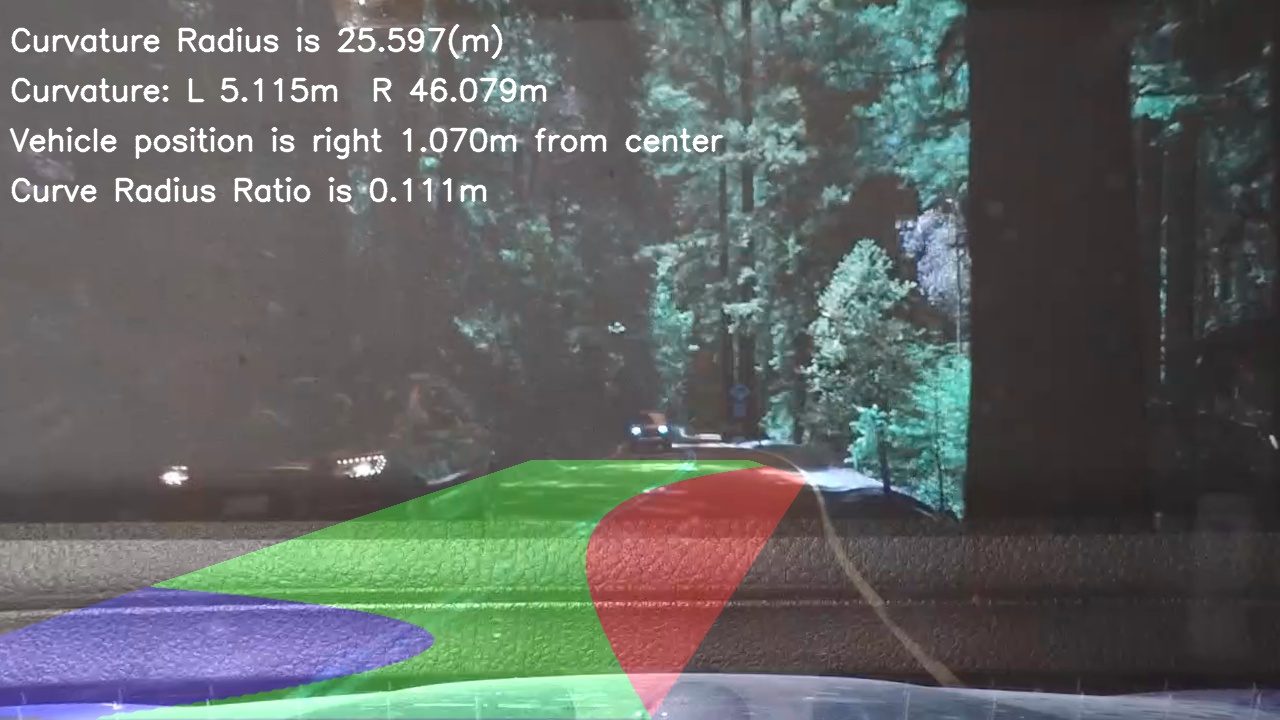 Curvature Radius is 25.597(m)
Curvature: L 5.115m R 46.079m
Vehicle position is right 1.070m from center
Curve Radius Ratio is 0.111m